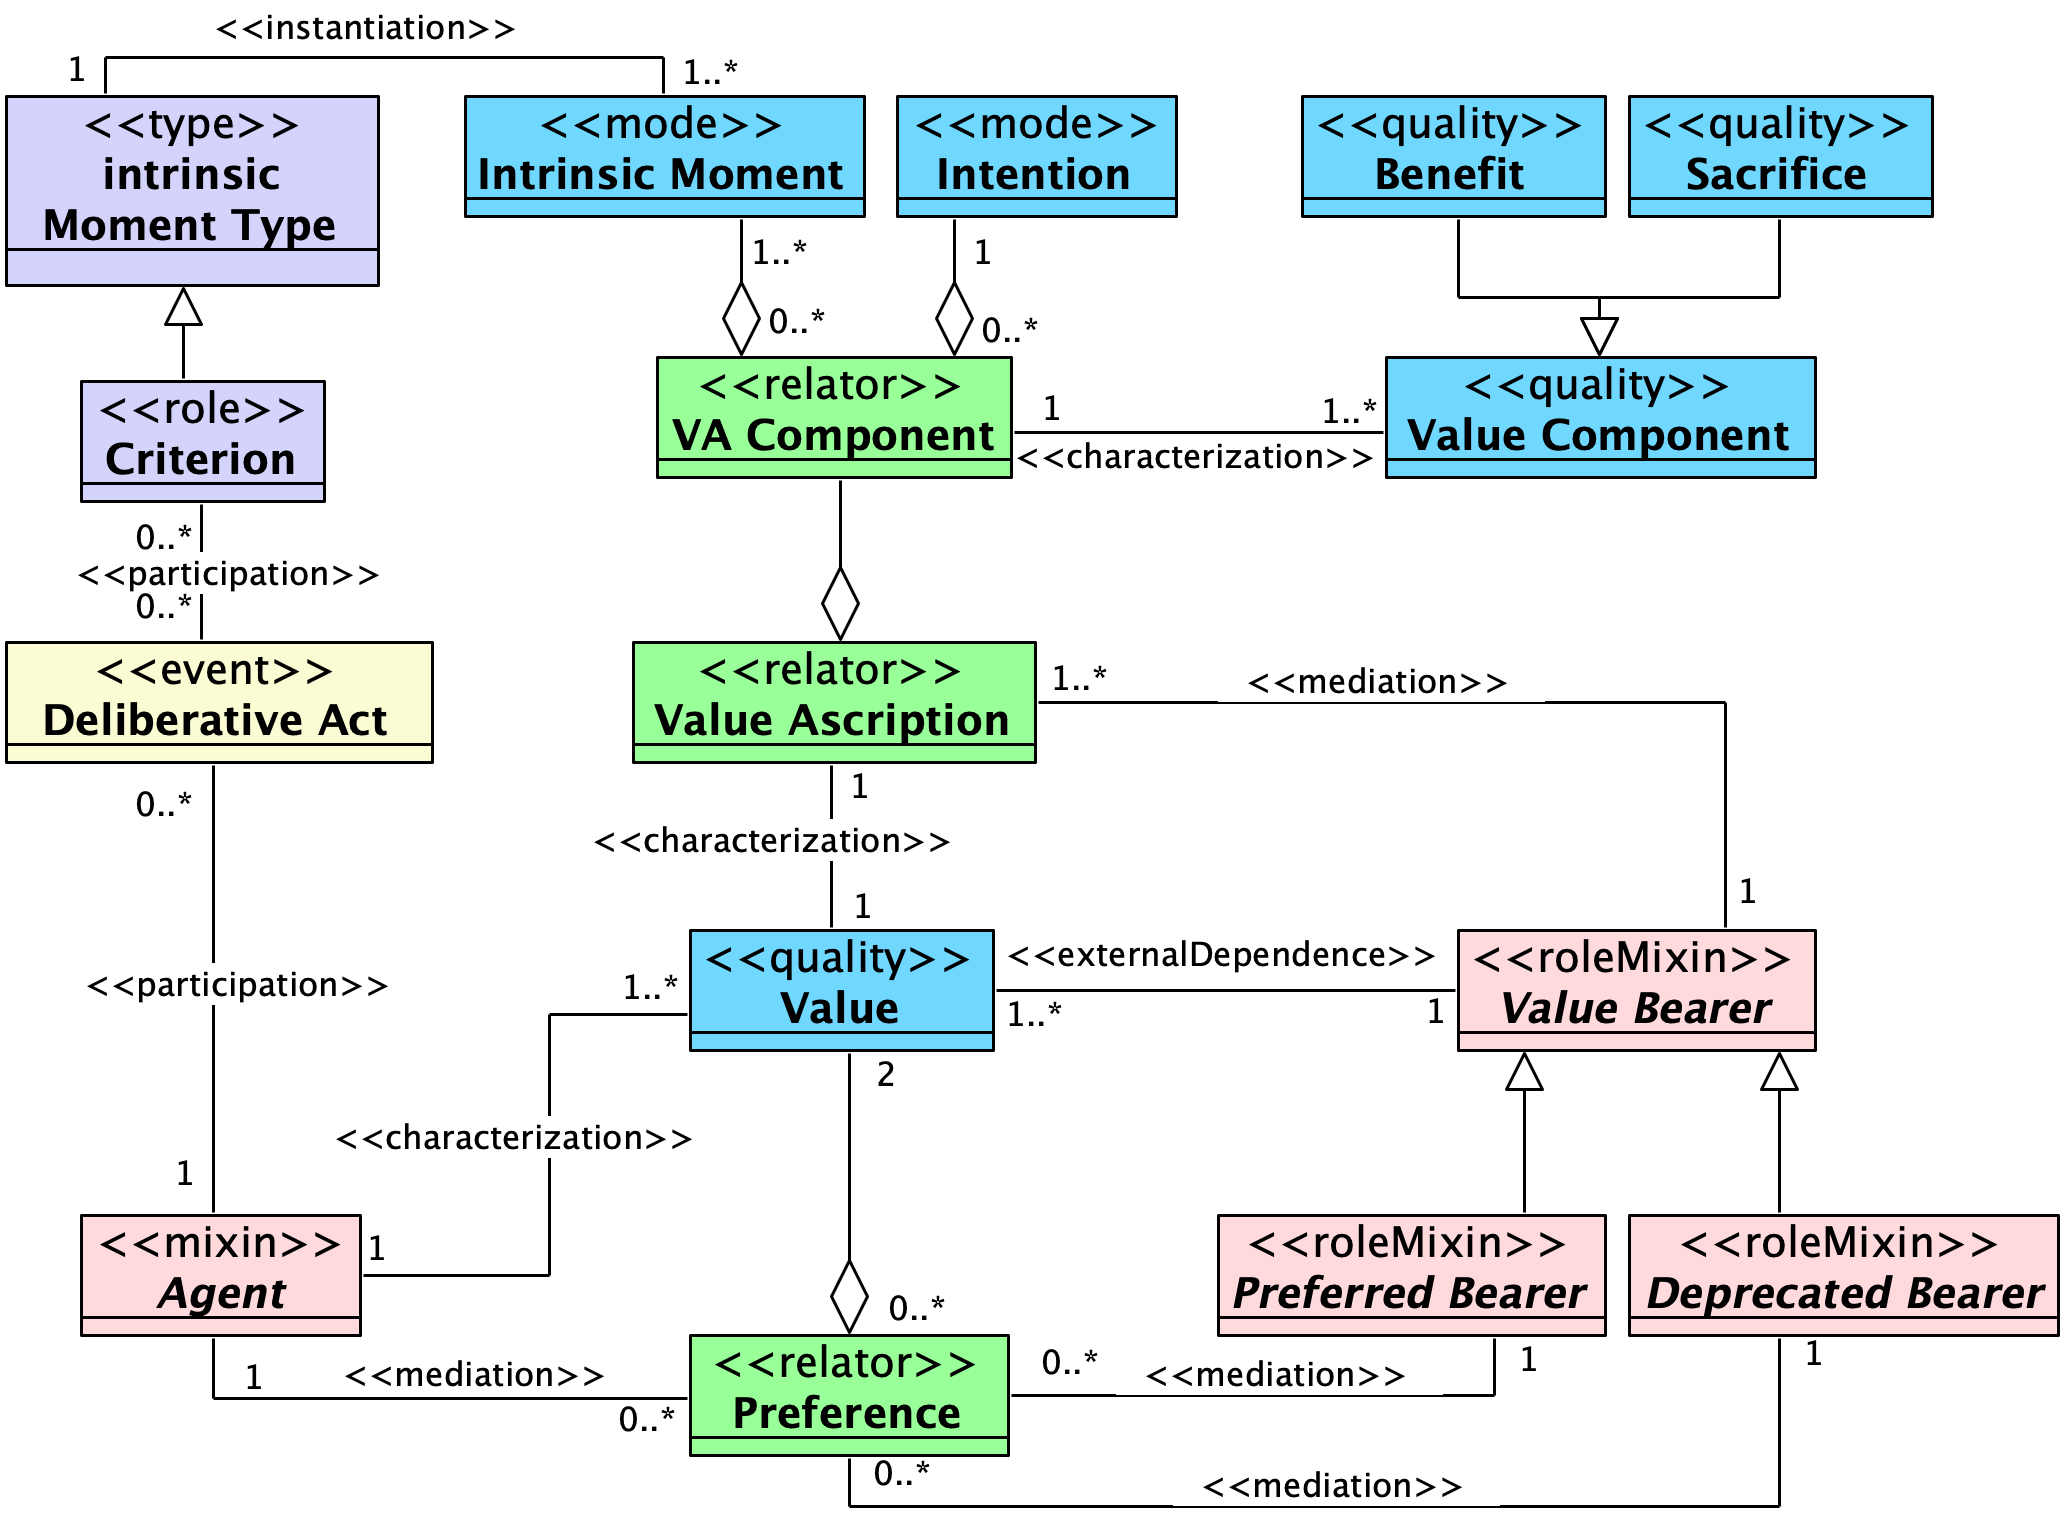 <<instantiation>>
1
1..*
<<type>>
intrinsic
Moment Type
<<mode>>
Intrinsic Moment
<<mode>>
Intention
<<quality>>
Benefit
<<quality>>
Sacrifice
1..*
0..*
1
0..*
<<role>>
Criterion
<<relator>>
VA Component
1
1..*
<<characterization>>
<<quality>>
Value Component
0..*
<<participation>>
0..*
<<event>>
Deliberative Act
<<relator>>
Value Ascription
1..*
<<mediation>>
1
0..*
1
<<characterization>>
1
<<participation>>
1
1..*
<<quality>>
Value
<<externalDependence>>
1..*
1
<<roleMixin>>
Value Bearer
2
<<characterization>>
1
<<mixin>>
Agent
1
0..*
<<roleMixin>>
Preferred Bearer
<<roleMixin>>
Deprecated Bearer
1
<<mediation>>
0..*
<<relator>>
Preference
0..*
<<mediation>>
1
1
0..*
<<mediation>>